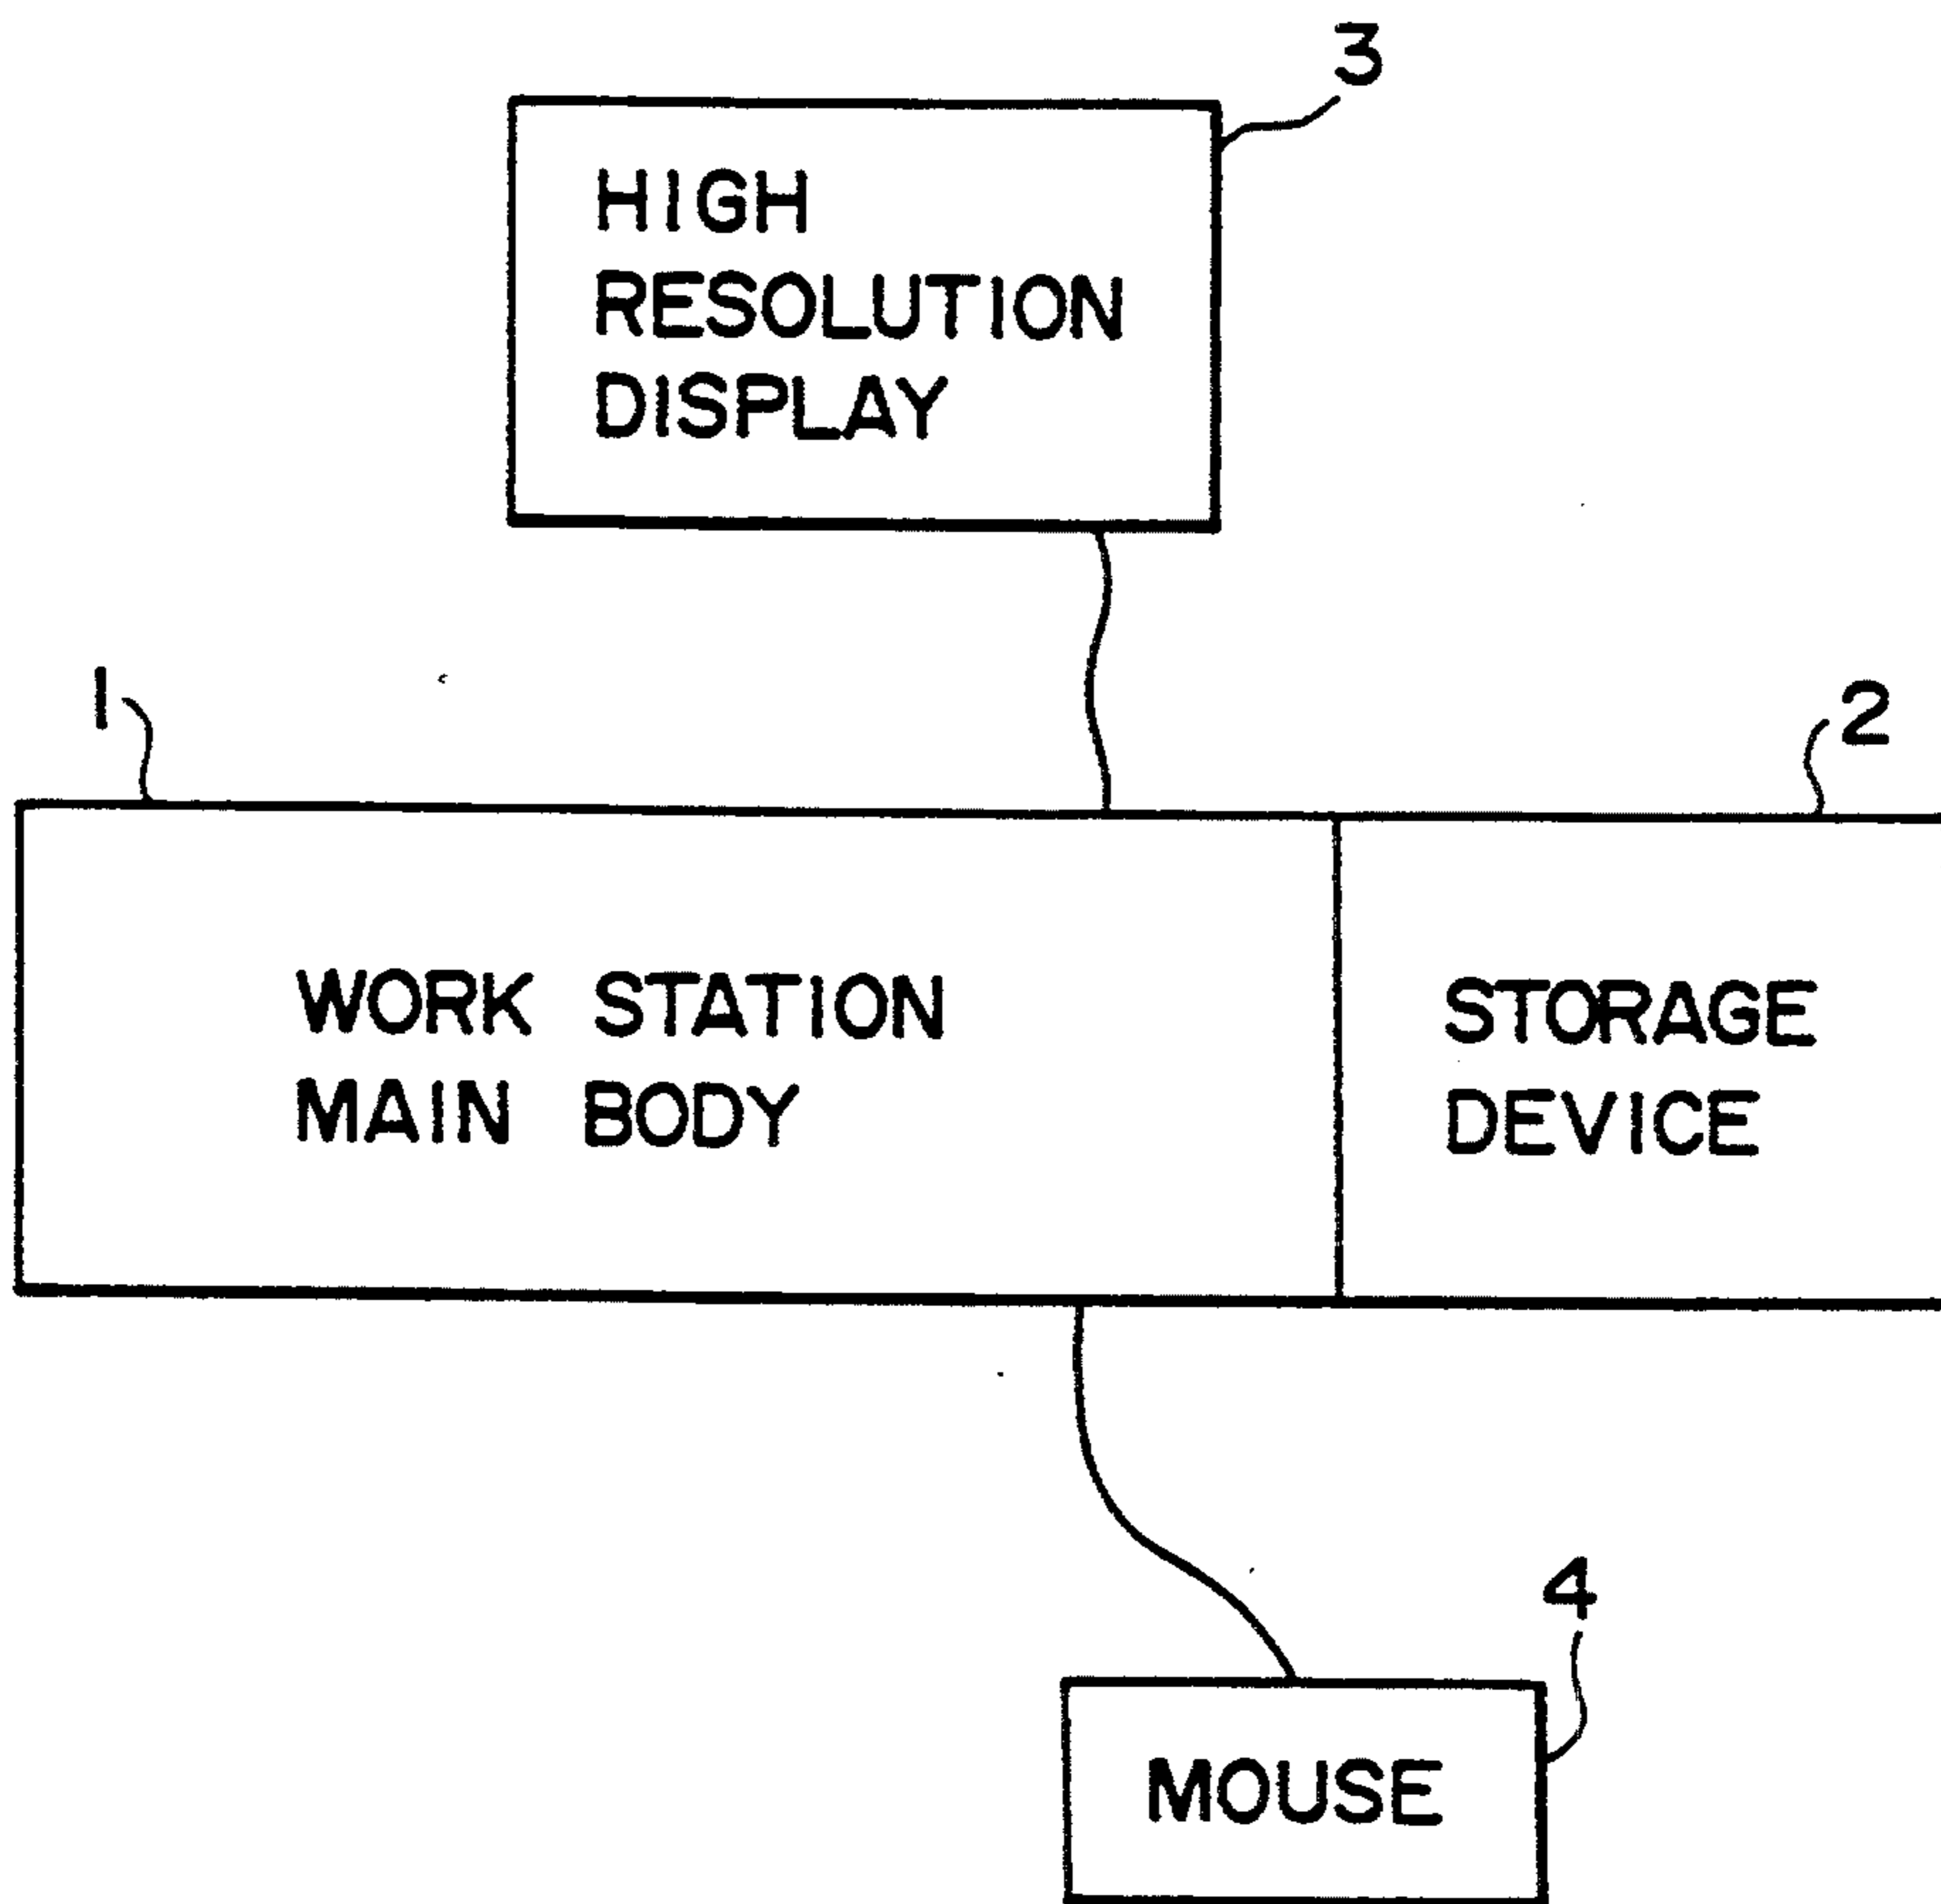 3
HIGH
RESOLUTION
DISPLAY
1
2
WORK STATION
MAIN BODY
STORAGE
DEVICE
4
MOUSE